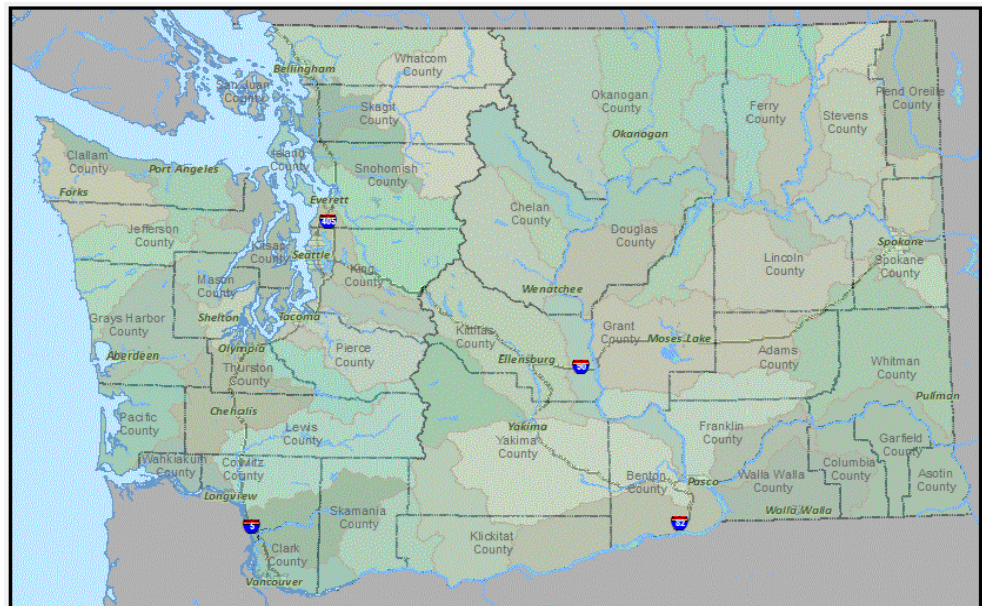 Whatcom
County
Bellingham
San Juan
County
Skagit
County
Okanogan
County
Okanogan
Ferry
County
Stevens
County
Pend Oreille
County
Clallam
County
Port Angeles
Forks
Island
County
Snohomish
County
Everett
405
Jefferson
County
Kitsap
County
Seattle
King
County
Chelan
County
Douglas
County
Wenatchee
Lincoln
County
Spokane
Spokane
County
Mason
County
Shelton
Tacoma
Grays Harbor
County
Aberdeen
Olympia
Thurston
County
Pierce
County
Kittitas
County
Ellensburg
90
Grant
County
Moses Lake
Adams
County
Whitman
County
Pullman
Pacific
County
Chehalis
Lewis
County
Yakima
Yakima
County
Franklin
County
Garfield
County
Wahkiakum
County
Cowlitz
County
Longview
Benton
County
Pasco
Walla Walla
County
Columbia
County
Asotin
County
Walla Walla
Skamania
County
5
Klickitat
County
82
Clark
County
Vancouver